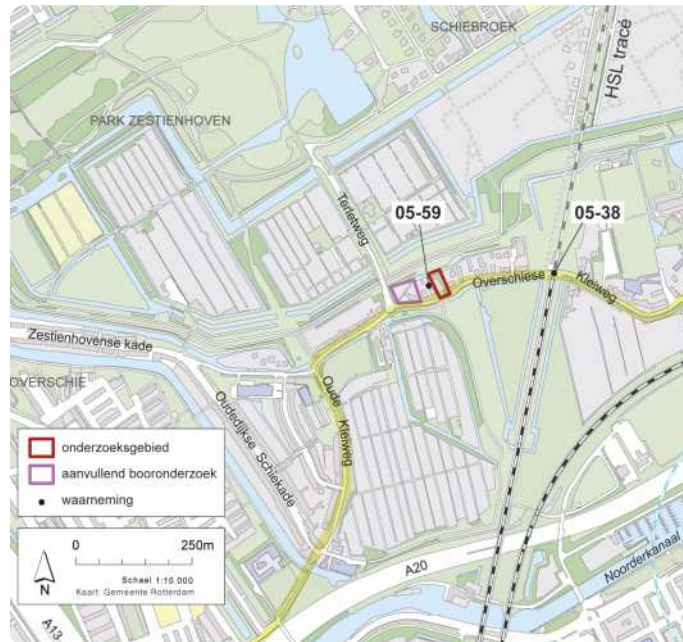 SCHIEBROEK
HSL tracé
PARK ZESTIENHOVEN
Terletweg
05-59
05-38
Overschiese
Kleiweg
Zestienhovense kade
OVERSCHIE
Oudedijkse Schiekade
Oude Kleiweg
onderzoeksgebied
aanvullend booronderzoek
waarneming
0 250m
Schaal 1:10.000
Kaart: Gemeente Rotterdam
N
A20
Noorderkanaal
A13